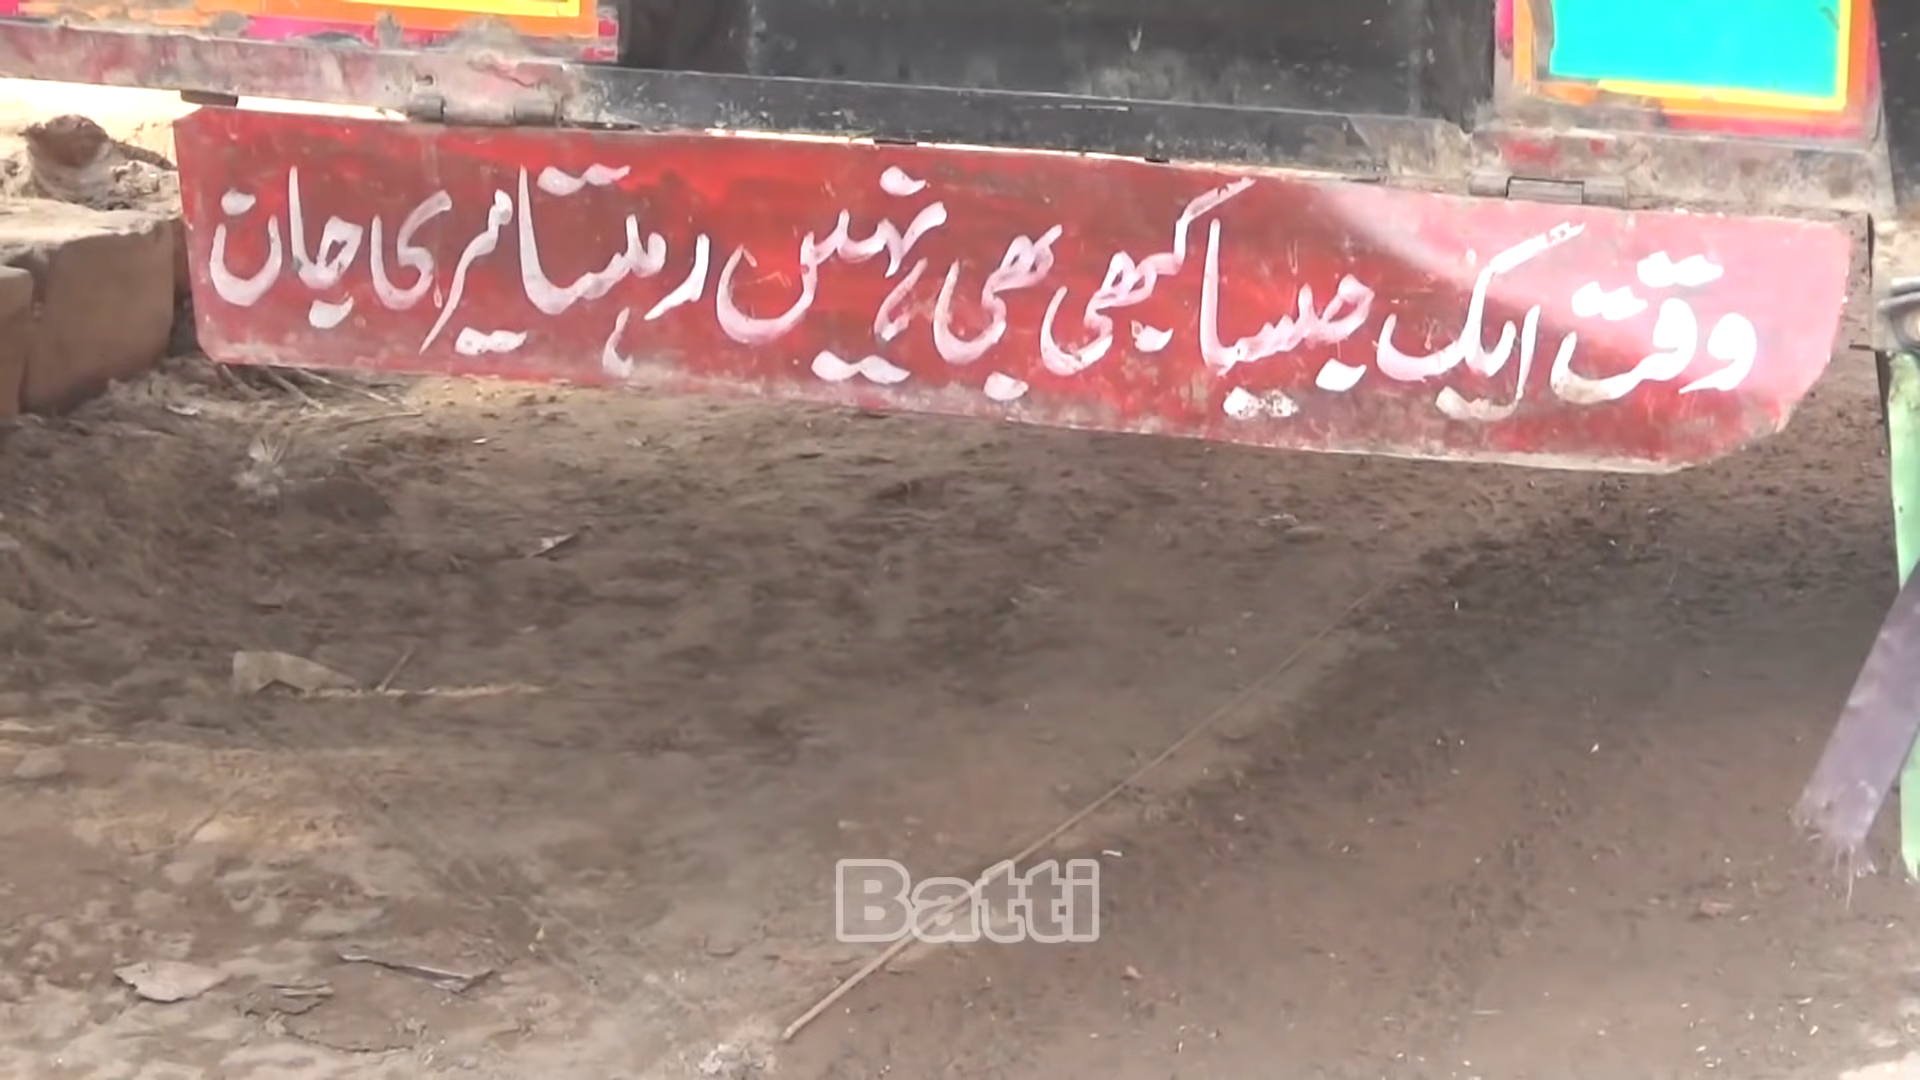 وقت ایک جیسا کبھی بھی نہیں رہتا میری جان
Batti